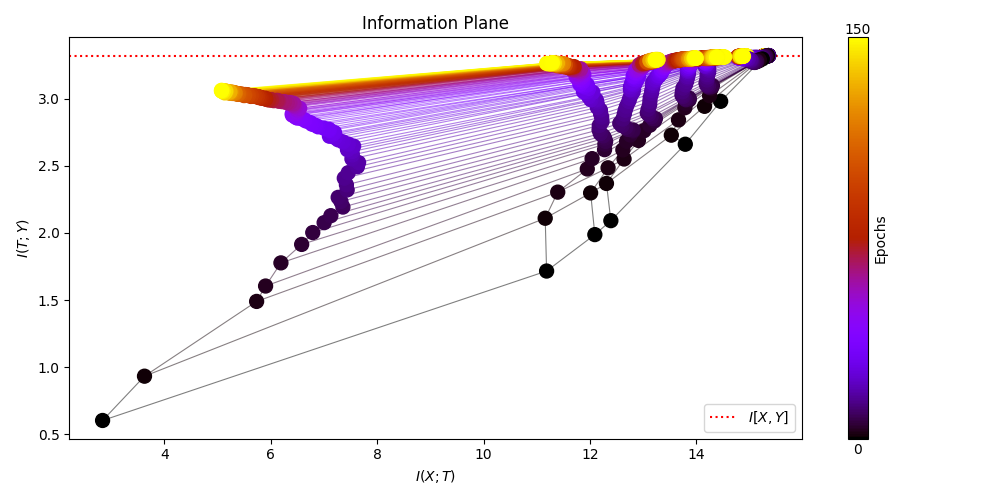 Information Plane
150
3.0
2.5
2.0
1.5
1.0
0.5
I(T; Y)
4
6
8
10
12
14
I(X; T)
I[X, Y]
Epochs
0